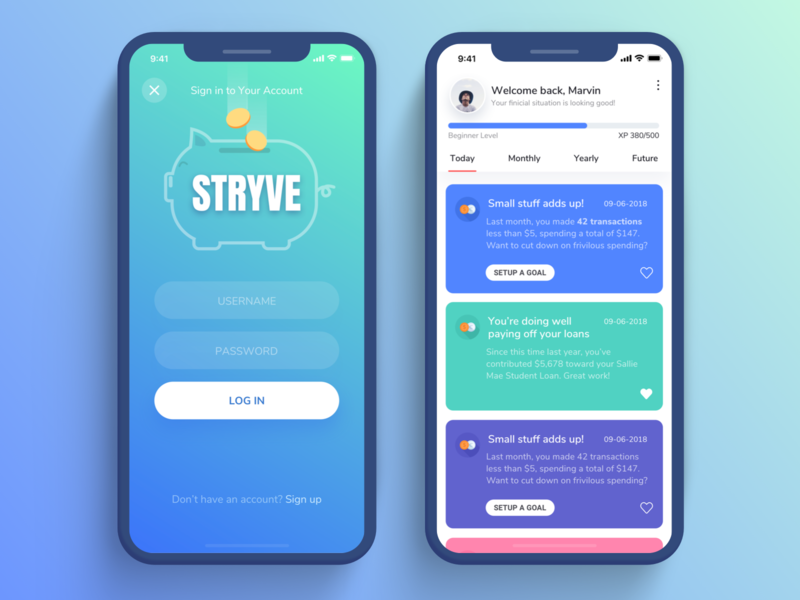 9:41
Sign in to Your Account
STRYVE
USERNAME
PASSWORD
LOG IN
Don't have an account? Sign up
9:41
Welcome back, Marvin
Your finicial situation is looking good!
Beginner Level
XP 380/500
Today
Monthly
Yearly
Future
Small stuff adds up!
09-06-2018
Last month, you made 42 transactions
less than $5, spending a total of $147.
Want to cut down on frivilous spending?
SETUP A GOAL
You're doing well
09-06-2018
paying off your loans
Since this time last year, you've
contributed $5,678 toward your Sallie
Mae Student Loan. Great work!
Small stuff adds up!
09-06-2018
Last month, you made 42 transactions
less than $5, spending a total of $147.
Want to cut down on frivilous spending?
SETUP A GOAL